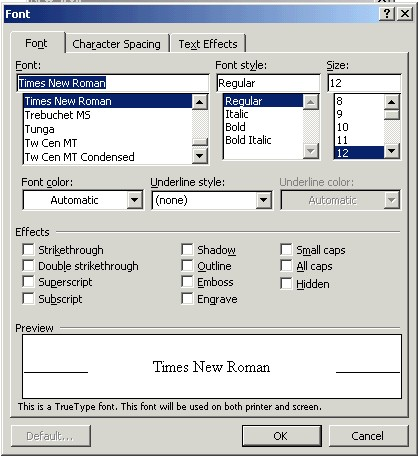 Font
Font Character Spacing Text Effects
Font: Font style: Size:
Times New Roman Regular 12
Times New Roman Regular 8
Trebuchet MS Italic 9
Tunga Bold 10
Tw Cen MT Bold Italic 11
Tw Cen MT Condensed 12
Font color: Underline style: Underline color:
Automatic (none) Automatic
Effects
Strikethrough Shadow Small caps
Double strikethrough Outline All caps
Superscript Emboss Hidden
Subscript Engrave
Preview
Times New Roman
This is a TrueType font. This font will be used on both printer and screen.
Default... OK Cancel